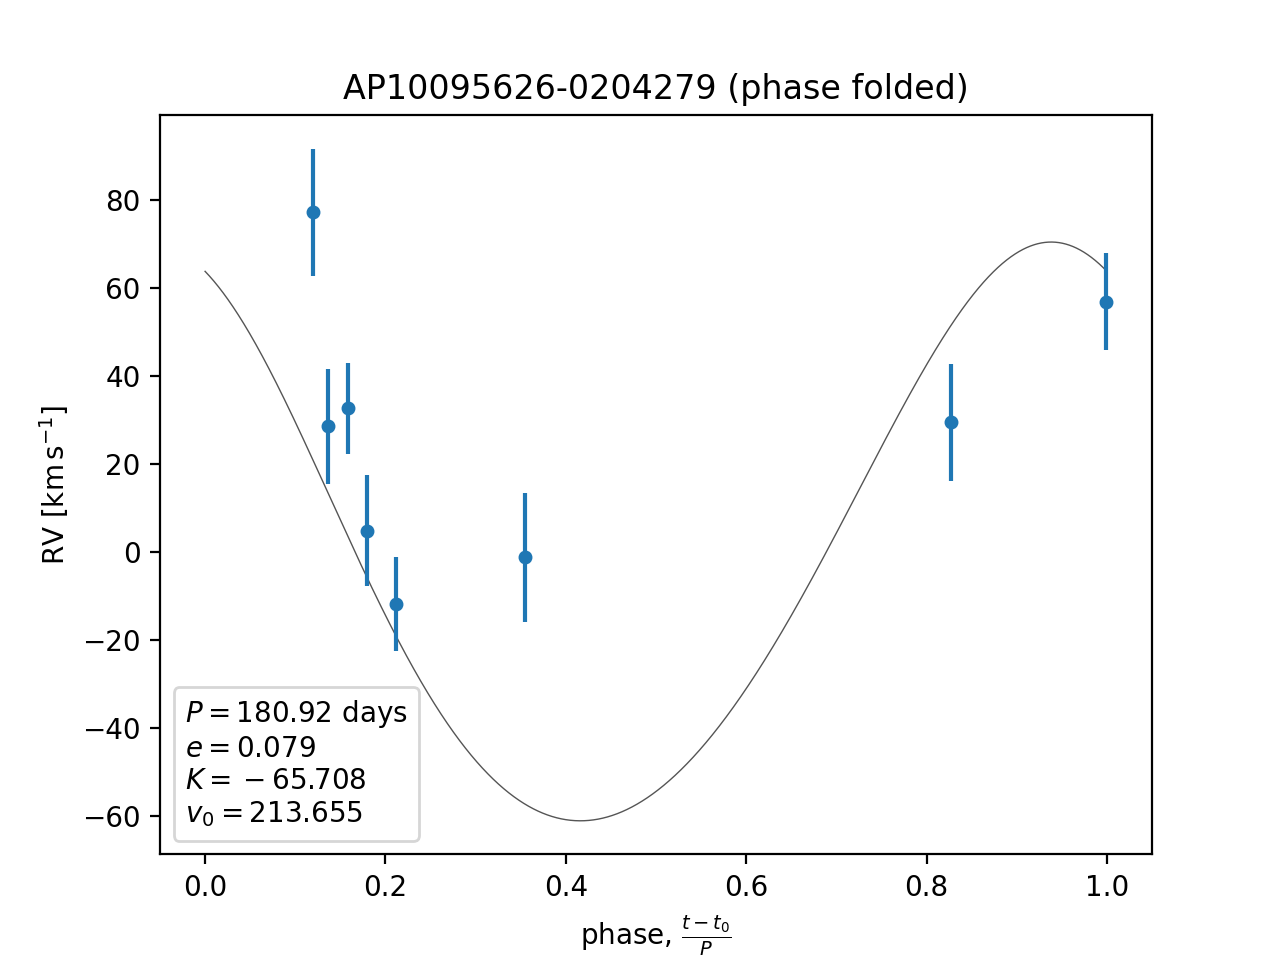 AP10095626-0204279 (phase folded)
RV [km s⁻¹]
80
60
40
20
0
−20
−40
−60
P = 180.92 days
e = 0.079
K = −65.708
v₀ = 213.655
0.0 0.2 0.4 0.6 0.8 1.0
phase, (t − t₀)/P